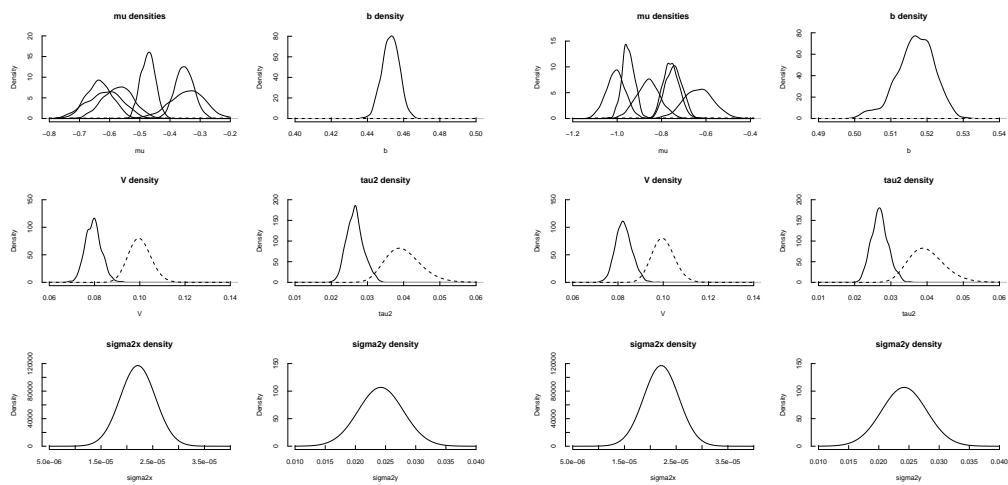 mu densities
b density
mu densities
b density
Density
0 5 10 15 20
−0.8 −0.7 −0.6 −0.5 −0.4 −0.3 −0.2
mu
Density
0 20 40 60 80
0.40 0.42 0.44 0.46 0.48 0.50
b
Density
0 5 10 15 20
−1.2 −1.0 −0.8 −0.6 −0.4
mu
Density
0 20 40 60 80
0.49 0.50 0.51 0.52 0.53 0.54
b
V density
tau2 density
V density
tau2 density
Density
0 50 100 150
0.06 0.08 0.10 0.12 0.14
V
Density
0 50 100 150 200
0.01 0.02 0.03 0.04 0.05 0.06
tau2
Density
0 50 100 150
0.06 0.08 0.10 0.12 0.14
V
Density
0 50 100 150 200
0.01 0.02 0.03 0.04 0.05 0.06
tau2
sigma2x density
sigma2y density
sigma2x density
sigma2y density
Density
0 40000 80000 120000
5.0e−06 1.5e−05 2.5e−05 3.5e−05
sigma2x
Density
0 50 100 150
0.010 0.015 0.020 0.025 0.030 0.035 0.040
sigma2y
Density
0 40000 80000 120000
5.0e−06 1.5e−05 2.5e−05 3.5e−05
sigma2x
Density
0 50 100 150
0.010 0.015 0.020 0.025 0.030 0.035 0.040
sigma2y